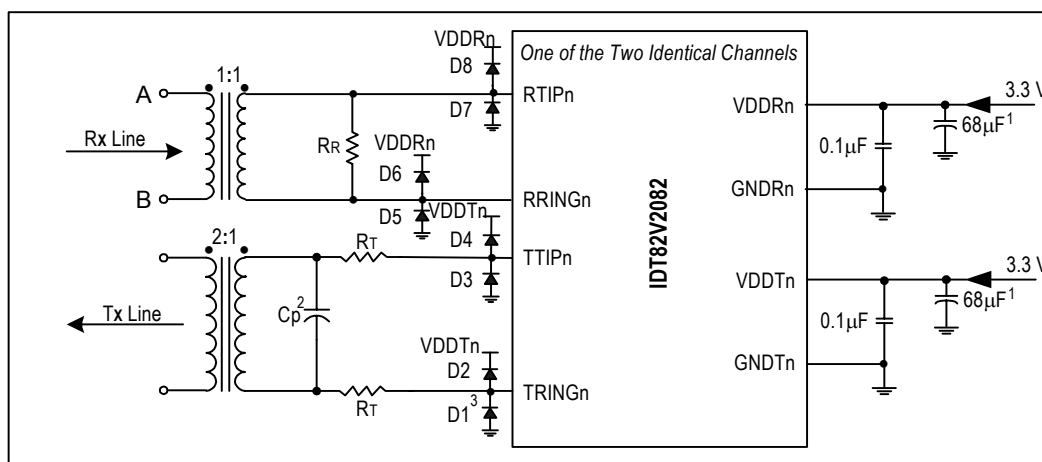 One of the Two Identical Channels
VDDRn
D8
1:1
A
RTIPn
D7
VDDRn
3.3 V
68µF1
Rx Line
RR
VDDRn
D6
0.1µF
GNDRn
B
RRINGn
D5
VDDTn
2:1
RT
D4
TTIPn
D3
IDT82V2082
VDDTn
3.3 V
68µF1
Tx Line
Cp2
0.1µF
VDDTn
D2
GNDTn
RT
D13
TRINGn